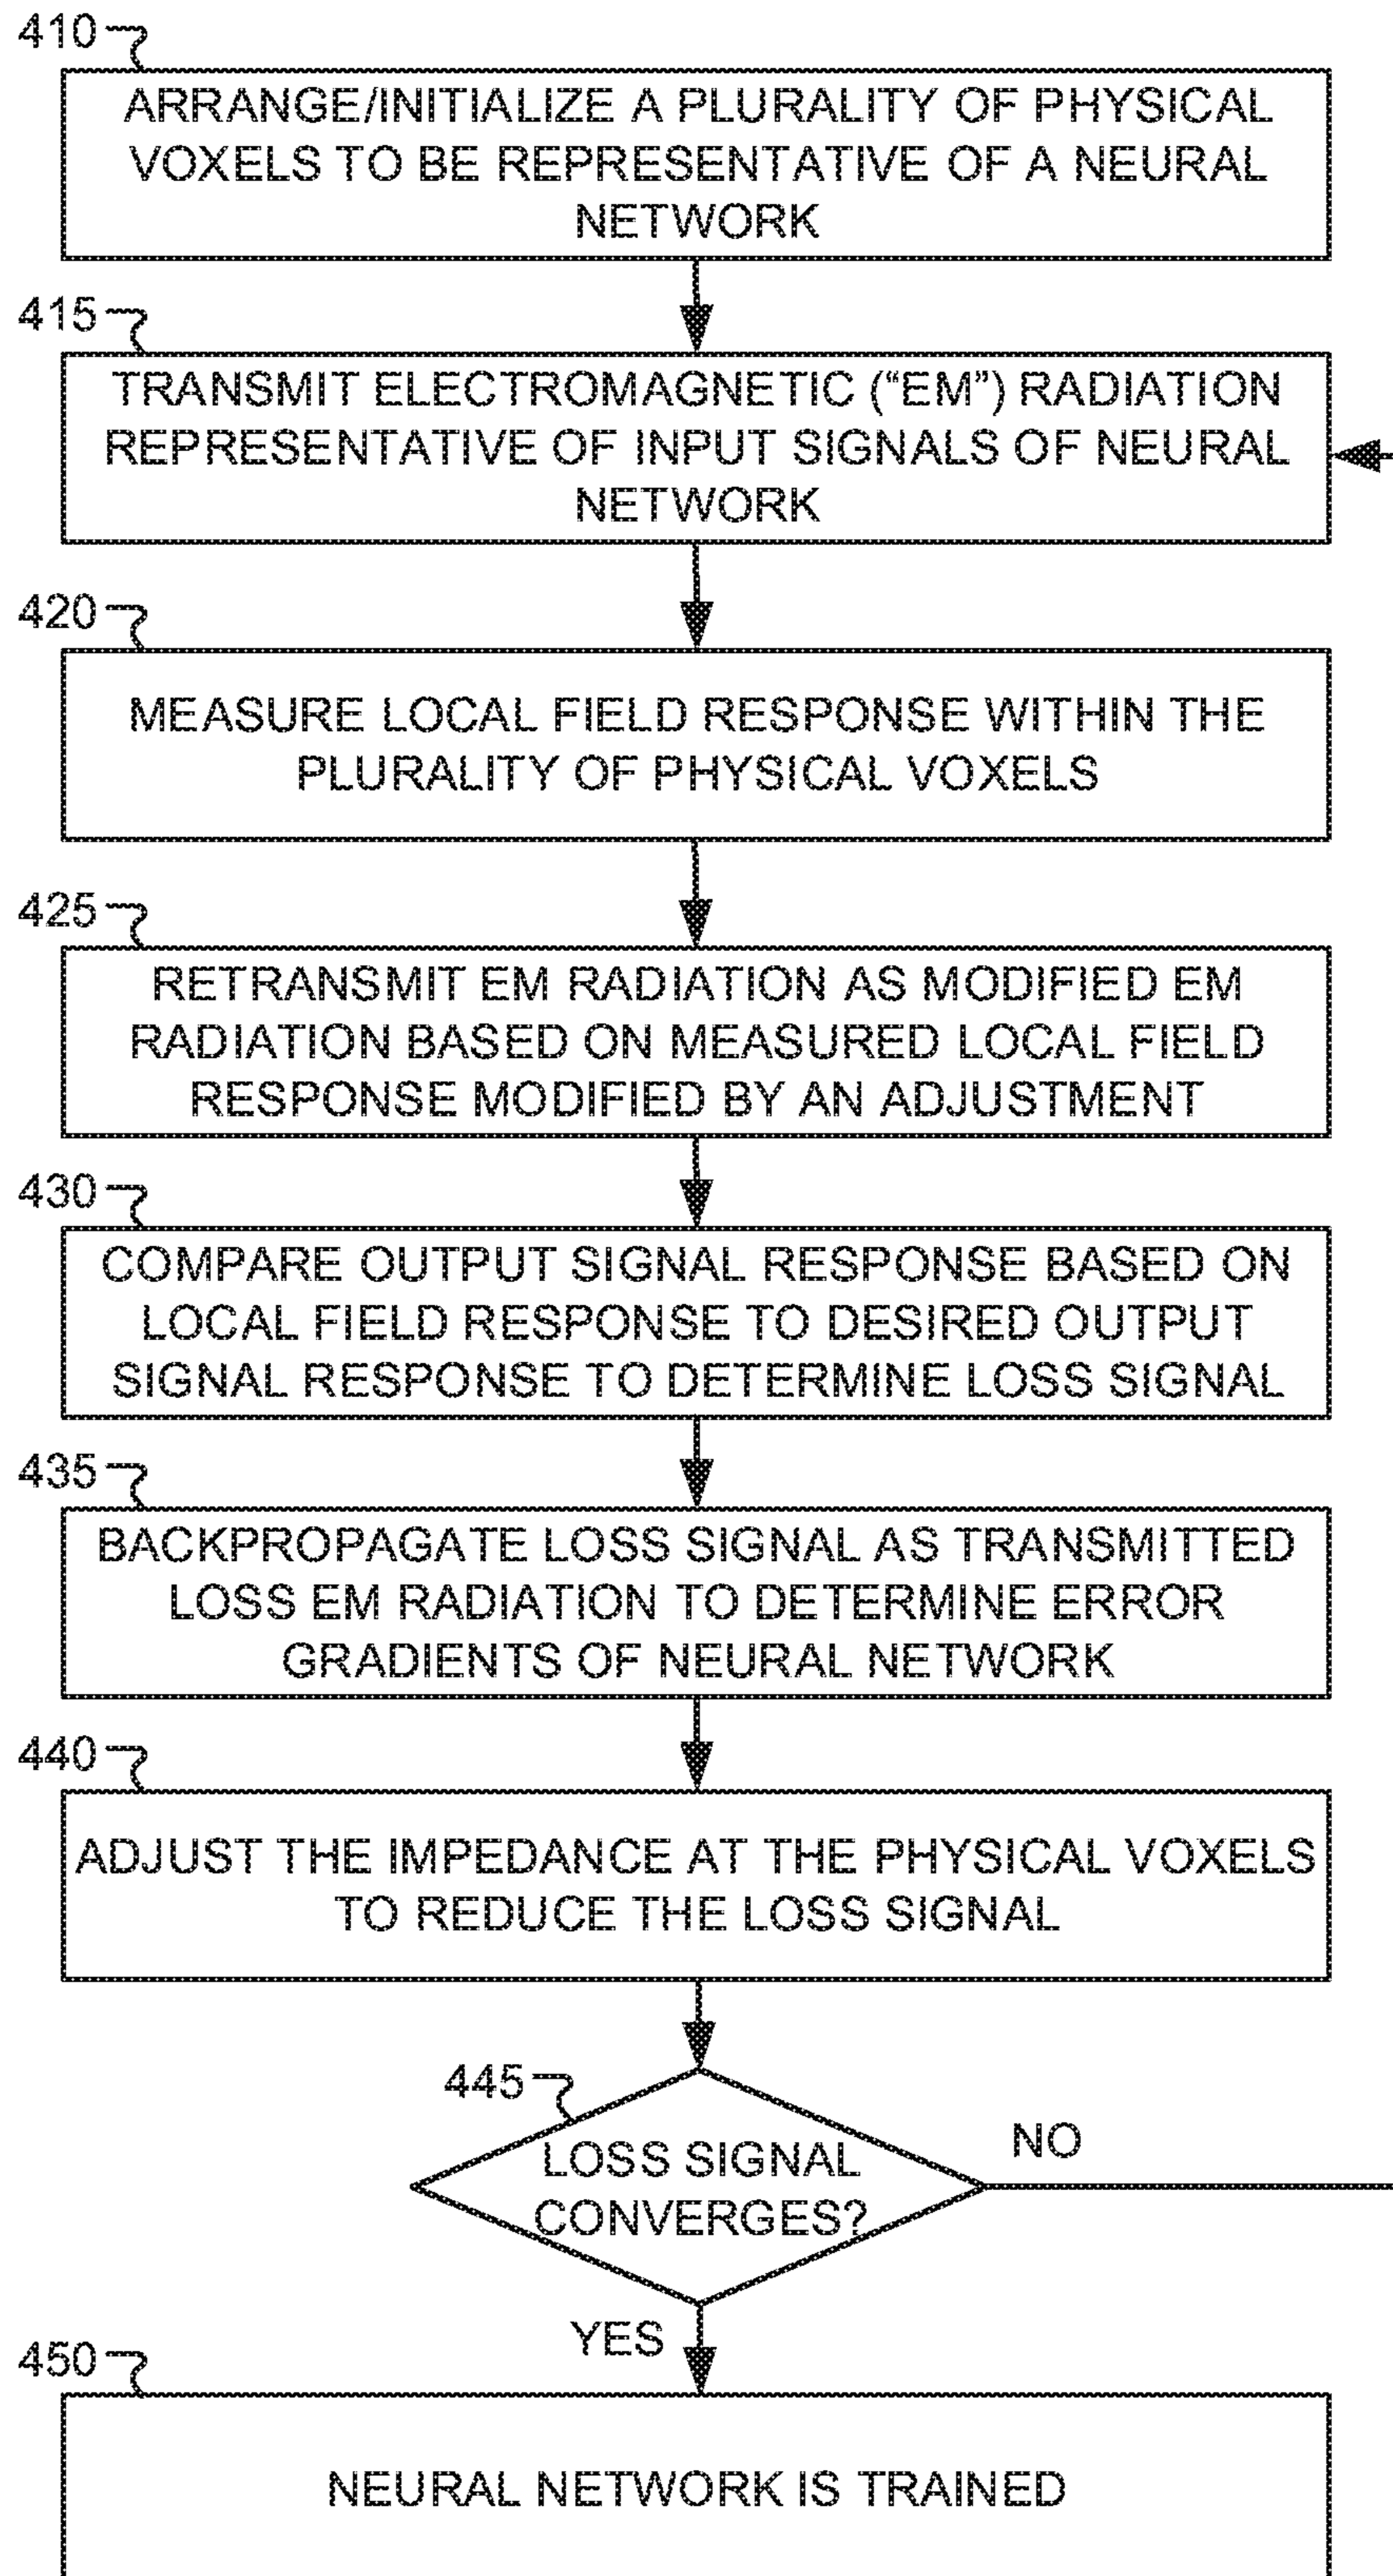 410
ARRANGE/INITIALIZE A PLURALITY OF PHYSICAL
VOXELS TO BE REPRESENTATIVE OF A NEURAL
NETWORK
415
TRANSMIT ELECTROMAGNETIC (“EM”) RADIATION
REPRESENTATIVE OF INPUT SIGNALS OF NEURAL
NETWORK
420
MEASURE LOCAL FIELD RESPONSE WITHIN THE
PLURALITY OF PHYSICAL VOXELS
425
RETRANSMIT EM RADIATION AS MODIFIED EM
RADIATION BASED ON MEASURED LOCAL FIELD
RESPONSE MODIFIED BY AN ADJUSTMENT
430
COMPARE OUTPUT SIGNAL RESPONSE BASED ON
LOCAL FIELD RESPONSE TO DESIRED OUTPUT
SIGNAL RESPONSE TO DETERMINE LOSS SIGNAL
435
BACKPROPAGATE LOSS SIGNAL AS TRANSMITTED
LOSS EM RADIATION TO DETERMINE ERROR
GRADIENTS OF NEURAL NETWORK
440
ADJUST THE IMPEDANCE AT THE PHYSICAL VOXELS
TO REDUCE THE LOSS SIGNAL
445
LOSS SIGNAL
CONVERGES?
NO
YES
450
NEURAL NETWORK IS TRAINED